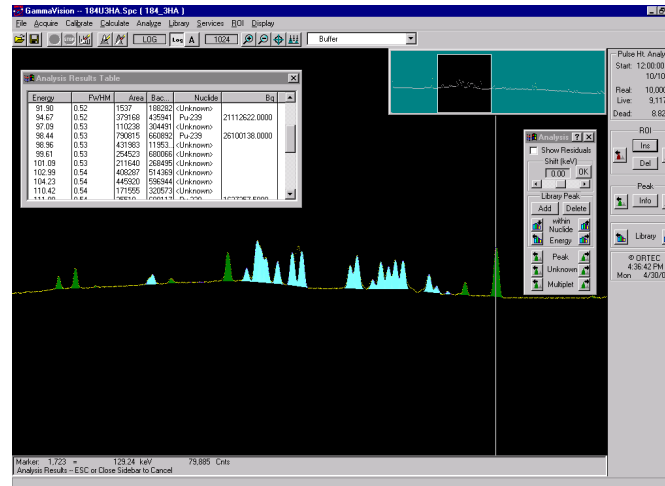 GammaVision -- 184U3HA.Spc [ 184_3HA ]
File Acquire Calibrate Calculate Analyze Library Services ROI Display
LOG Log A 1024 Buffer
Pulse Ht. Analy
Start: 12:00:00
10/10
Real: 10,000
Live: 9,117
Dead: 8.82
ROI
Ins
Del
Peak
Info
Library
© ORTEC
4:36:42 PM
Mon 4/30/0
Analysis Results Table
Energy FWHM Area Bac... Nuclide Bq
91.90 0.52 1537 188282 <Unknown>
94.67 0.52 379168 435941 Pu-239 21112622.0000
97.09 0.53 110238 304491 <Unknown>
98.44 0.53 790815 660892 Pu-239 26100138.0000
98.96 0.53 431983 11953... <Unknown>
99.61 0.53 254523 680066 <Unknown>
101.09 0.53 211640 268495 <Unknown>
102.99 0.54 408287 514369 <Unknown>
104.23 0.54 445920 596944 <Unknown>
110.42 0.54 171555 320573 <Unknown>
Analysis
Show Residuals
Shift (keV)
0.00 OK
Library Peak
Add Delete
within
Nuclide
Energy
Peak
Unknown
Multiplet
Marker: 1,723 = 129.24 keV 79,885 Cnts
Analysis Results -- ESC or Close Sidebar to Cancel